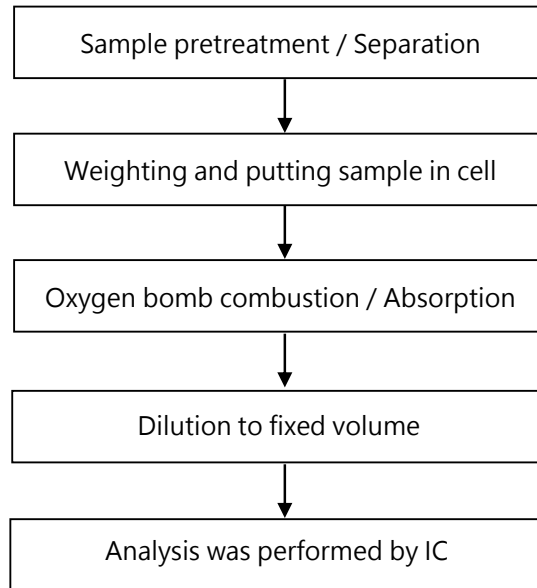 Sample pretreatment / Separation
Weighting and putting sample in cell
Oxygen bomb combustion / Absorption
Dilution to fixed volume
Analysis was performed by IC